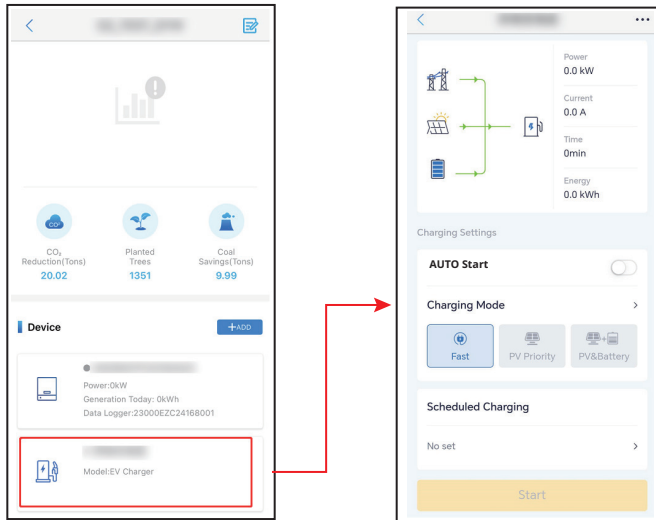 CO₂
CO₂
Reduction(Tons)
20.02
Planted
Trees
1351
Coal
Savings(Tons)
9.99
Device
+ADD
Power:0kW
Generation Today: 0kWh
Data Logger:23000EZC24168001
Model:EV Charger
Power
0.0 kW
Current
0.0 A
Time
0min
Energy
0.0 kWh
Charging Settings
AUTO Start
Charging Mode
Fast
PV Priority
PV&Battery
Scheduled Charging
No set
Start